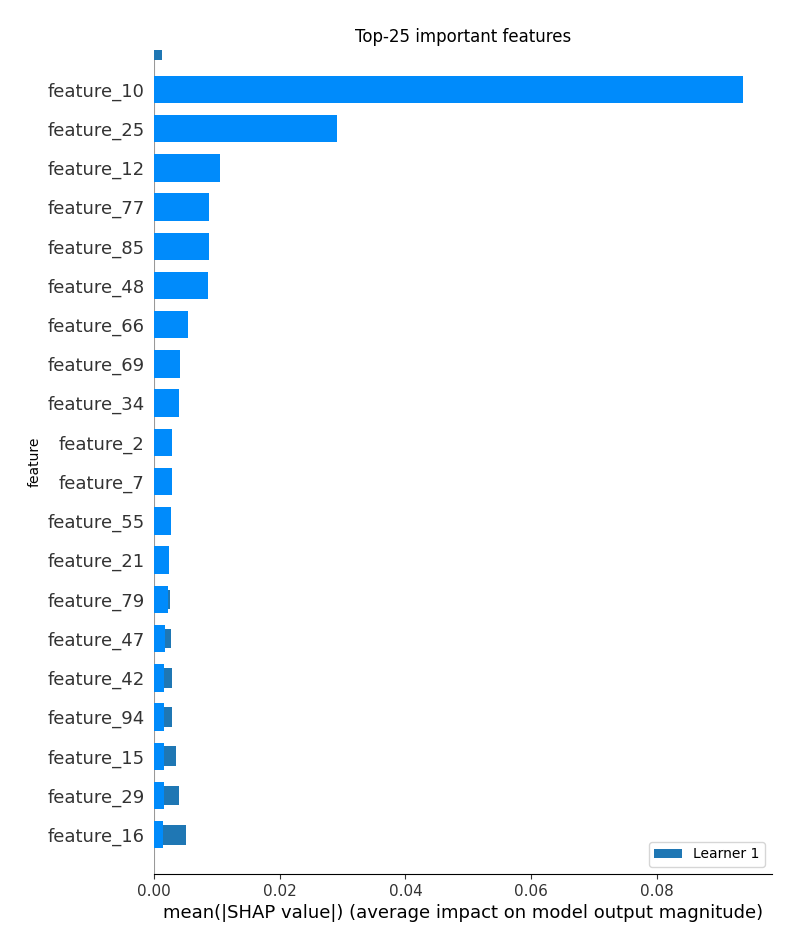 Top-25 important features
feature_10
feature_25
feature_12
feature_77
feature_85
feature_48
feature_66
feature_69
feature_34
feature_2
feature_7
feature_55
feature_21
feature_79
feature_47
feature_42
feature_94
feature_15
feature_29
feature_16
feature
Learner 1
0.00 0.02 0.04 0.06 0.08
mean(|SHAP value|) (average impact on model output magnitude)